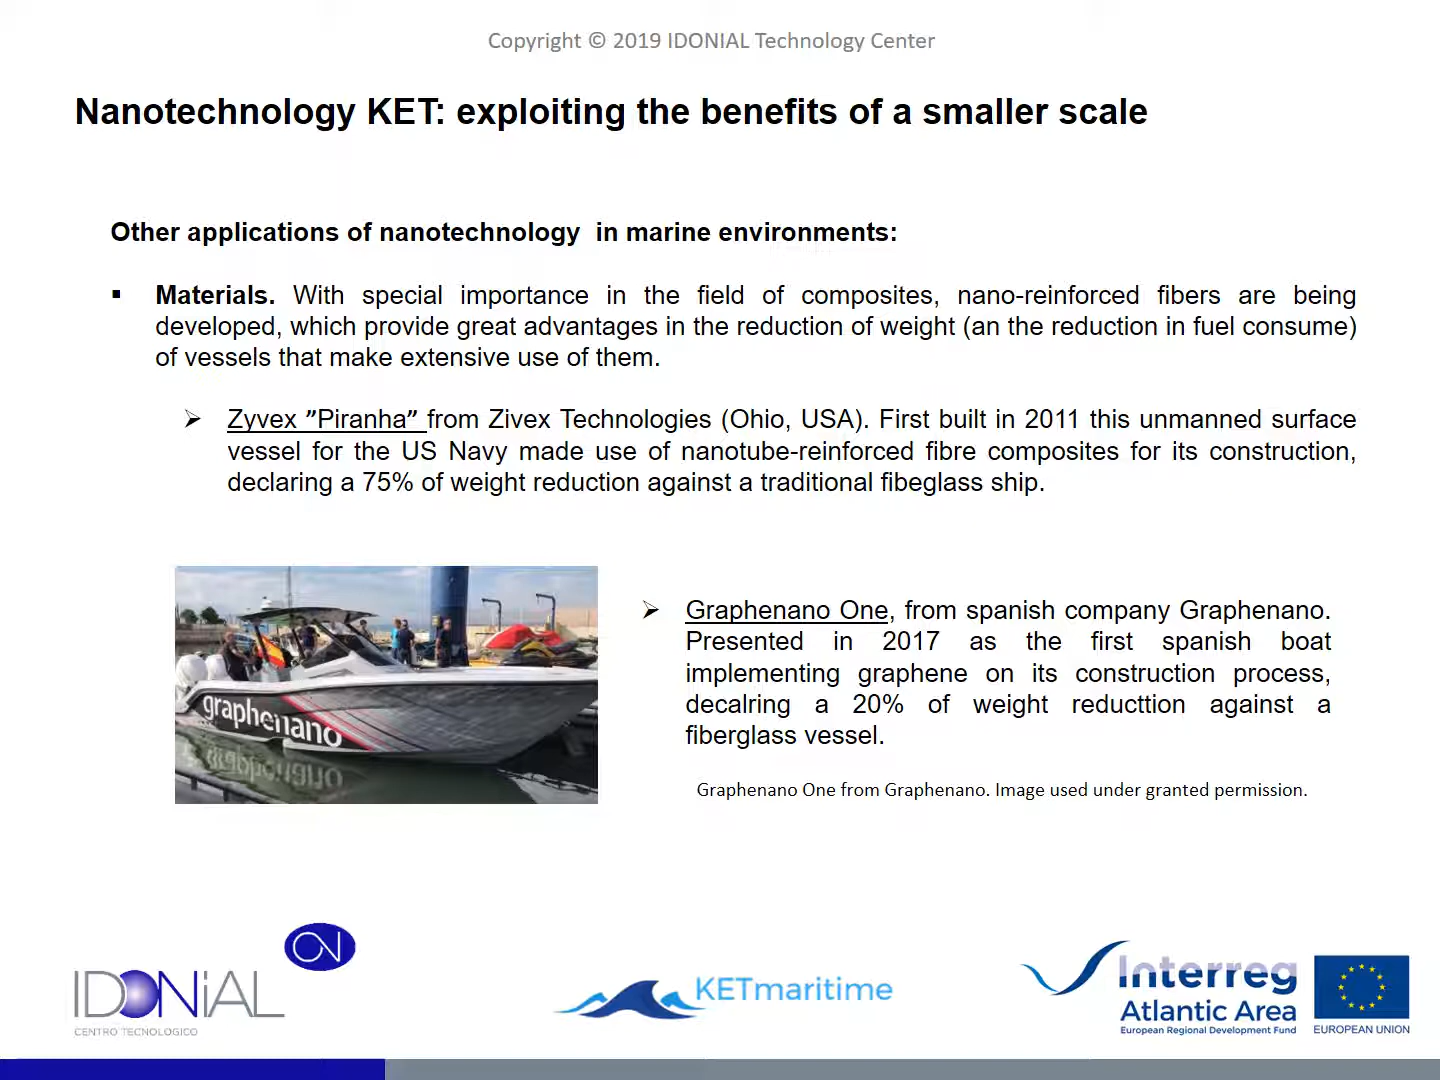 Copyright © 2019 IDONIAL Technology Center
Nanotechnology KET: exploiting the benefits of a smaller scale
Other applications of nanotechnology  in marine environments:
▪ Materials. With special importance in the field of composites, nano-reinforced fibers are being
developed, which provide great advantages in the reduction of weight (an the reduction in fuel consume)
of vessels that make extensive use of them.
➢ Zyvex "Piranha" from Zivex Technologies (Ohio, USA). First built in 2011 this unmanned surface
vessel for the US Navy made use of nanotube-reinforced fibre composites for its construction,
declaring a 75% of weight reduction against a traditional fibeglass ship.
graphenano
➢ Graphenano One, from spanish company Graphenano.
Presented in 2017 as the first spanish boat
implementing graphene on its construction process,
decalring a 20% of weight reducttion against a
fiberglass vessel.
Graphenano One from Graphenano. Image used under granted permission.
IDONiAL
CENTRO TECNOLOGICO
KETmaritime
Interreg
Atlantic Area
European Regional Development Fund
EUROPEAN UNION